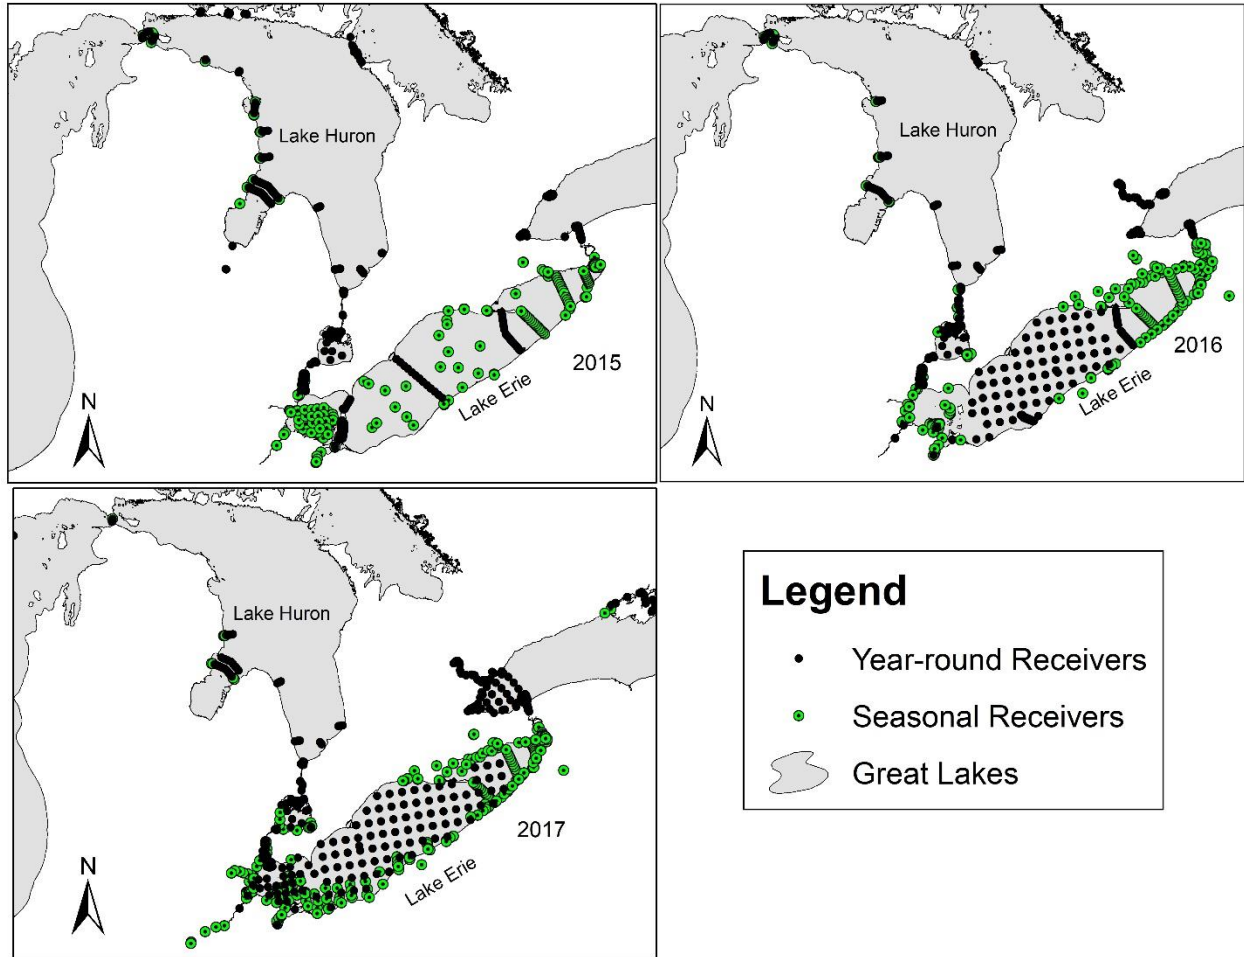 Lake Huron
2015
Lake Erie
N
Lake Huron
2016
Lake Erie
N
Lake Huron
2017
Lake Erie
N
Legend
Year-round Receivers
Seasonal Receivers
Great Lakes